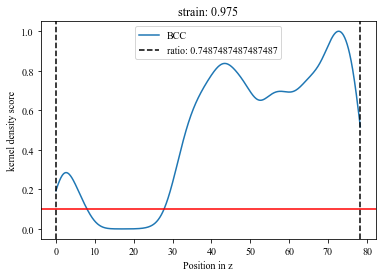 strain: 0.975
BCC
ratio: 0.7487487487487487
1.0
0.8
0.6
0.4
0.2
0.0
kernel density score
0 10 20 30 40 50 60 70 80
Position in z